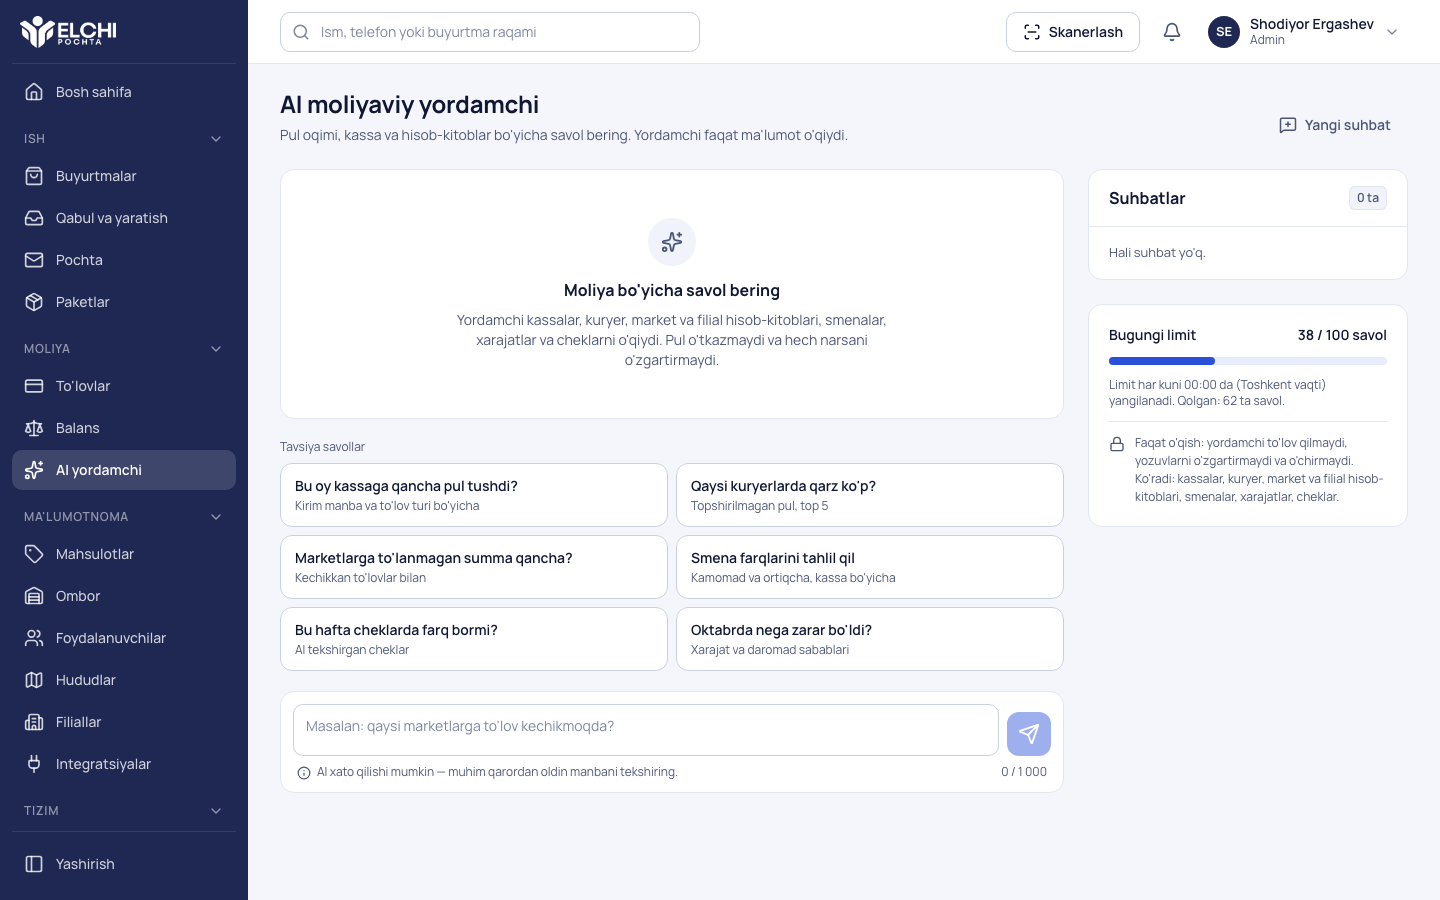 ELCHI
POCHTA
Bosh sahifa
ISH
Buyurtmalar
Qabul va yaratish
Pochta
Paketlar
MOLIYA
To'lovlar
Balans
AI yordamchi
MA'LUMOTNOMA
Mahsulotlar
Ombor
Foydalanuvchilar
Hududlar
Filiallar
Integratsiyalar
TIZIM
Yashirish
Ism, telefon yoki buyurtma raqami
Skanerlash
SE
Shodiyor Ergashev
Admin
AI moliyaviy yordamchi
Pul oqimi, kassa va hisob-kitoblar bo'yicha savol bering. Yordamchi faqat ma'lumot o'qiydi.
Yangi suhbat
Moliya bo'yicha savol bering
Yordamchi kassalar, kuryer, market va filial hisob-kitoblari, smenalar,
xarajatlar va cheklarni o'qiydi. Pul o'tkazmaydi va hech narsani
o'zgartirmaydi.
Tavsiya savollar
Bu oy kassaga qancha pul tushdi?
Kirim manba va to'lov turi bo'yicha
Qaysi kuryerlarda qarz ko'p?
Topshirilmagan pul, top 5
Marketlarga to'lanmagan summa qancha?
Kechikkan to'lovlar bilan
Smena farqlarini tahlil qil
Kamomad va ortiqcha, kassa bo'yicha
Bu hafta cheklarda farq bormi?
AI tekshirgan cheklar
Oktabrda nega zarar bo'ldi?
Xarajat va daromad sabablari
Masalan: qaysi marketlarga to'lov kechikmoqda?
AI xato qilishi mumkin — muhim qarordan oldin manbani tekshiring.
0 / 1 000
Suhbatlar
0 ta
Hali suhbat yo'q.
Bugungi limit
38 / 100 savol
Limit har kuni 00:00 da (Toshkent vaqti)
yangilanadi. Qolgan: 62 ta savol.
Faqat o'qish: yordamchi to'lov qilmaydi,
yozuvlarni o'zgartirmaydi va o'chirmaydi.
Ko'radi: kassalar, kuryer, market va filial hisob-
kitoblari, smenalar, xarajatlar, cheklar.